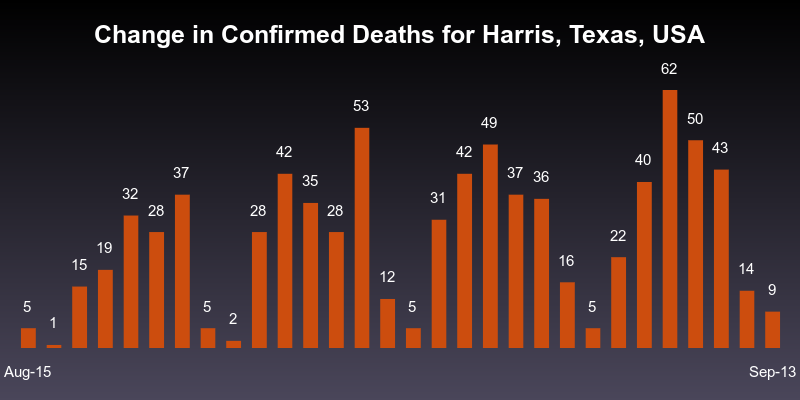 Change in Confirmed Deaths for Harris, Texas, USA
5 1 15 19 32 28 37 5 2 28 42 35 28 53 12 5 31 42 49 37 36 16 5 22 40 62 50 43 14 9
Aug-15 Sep-13